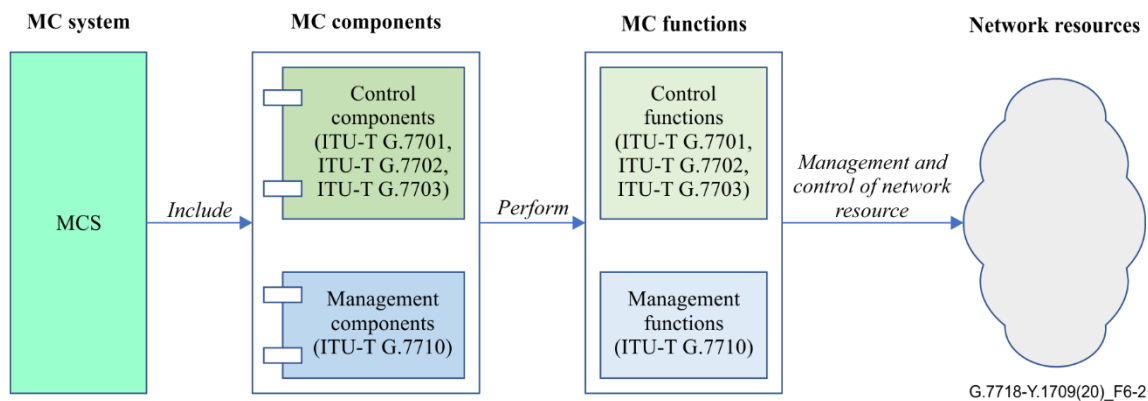 MC system
MC components
MC functions
Network resources
MCS
Include
Control
components
(ITU-T G.7701,
ITU-T G.7702,
ITU-T G.7703)
Management
components
(ITU-T G.7710)
Perform
Control
functions
(ITU-T G.7701,
ITU-T G.7702,
ITU-T G.7703)
Management
functions
(ITU-T G.7710)
Management and
control of network
resource
G.7718-Y.1709(20)_F6-2